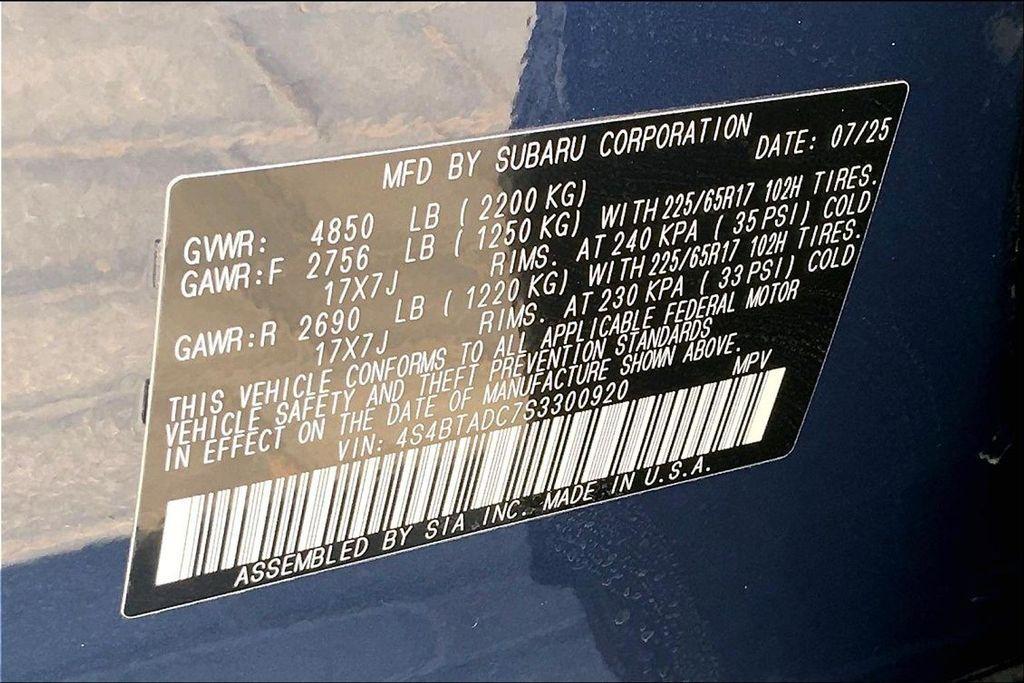 MFD BY SUBARU CORPORATION DATE: 07/25
GVWR: 4850 LB ( 2200 KG)
GAWR:F 2756 LB ( 1250 KG) WITH 225/65R17 102H TIRES.
17X7J RIMS. AT 240 KPA ( 35 PSI) COLD
GAWR:R 2690 LB ( 1220 KG) WITH 225/65R17 102H TIRES.
17X7J RIMS. AT 230 KPA ( 33 PSI) COLD
THIS VEHICLE CONFORMS TO ALL APPLICABLE FEDERAL MOTOR
VEHICLE SAFETY AND THEFT PREVENTION STANDARDS
IN EFFECT ON THE DATE OF MANUFACTURE SHOWN ABOVE.
VIN: 4S4BTADC7S3300920 MPV
ASSEMBLED BY SIA INC. MADE IN U.S.A.